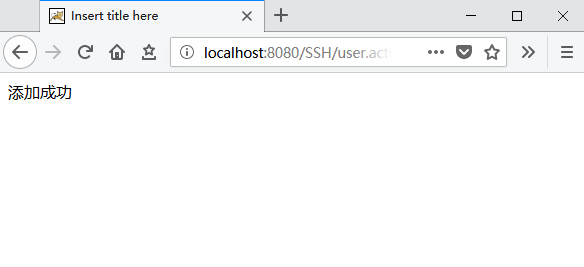 Insert title here
localhost:8080/SSH/user.act
添加成功